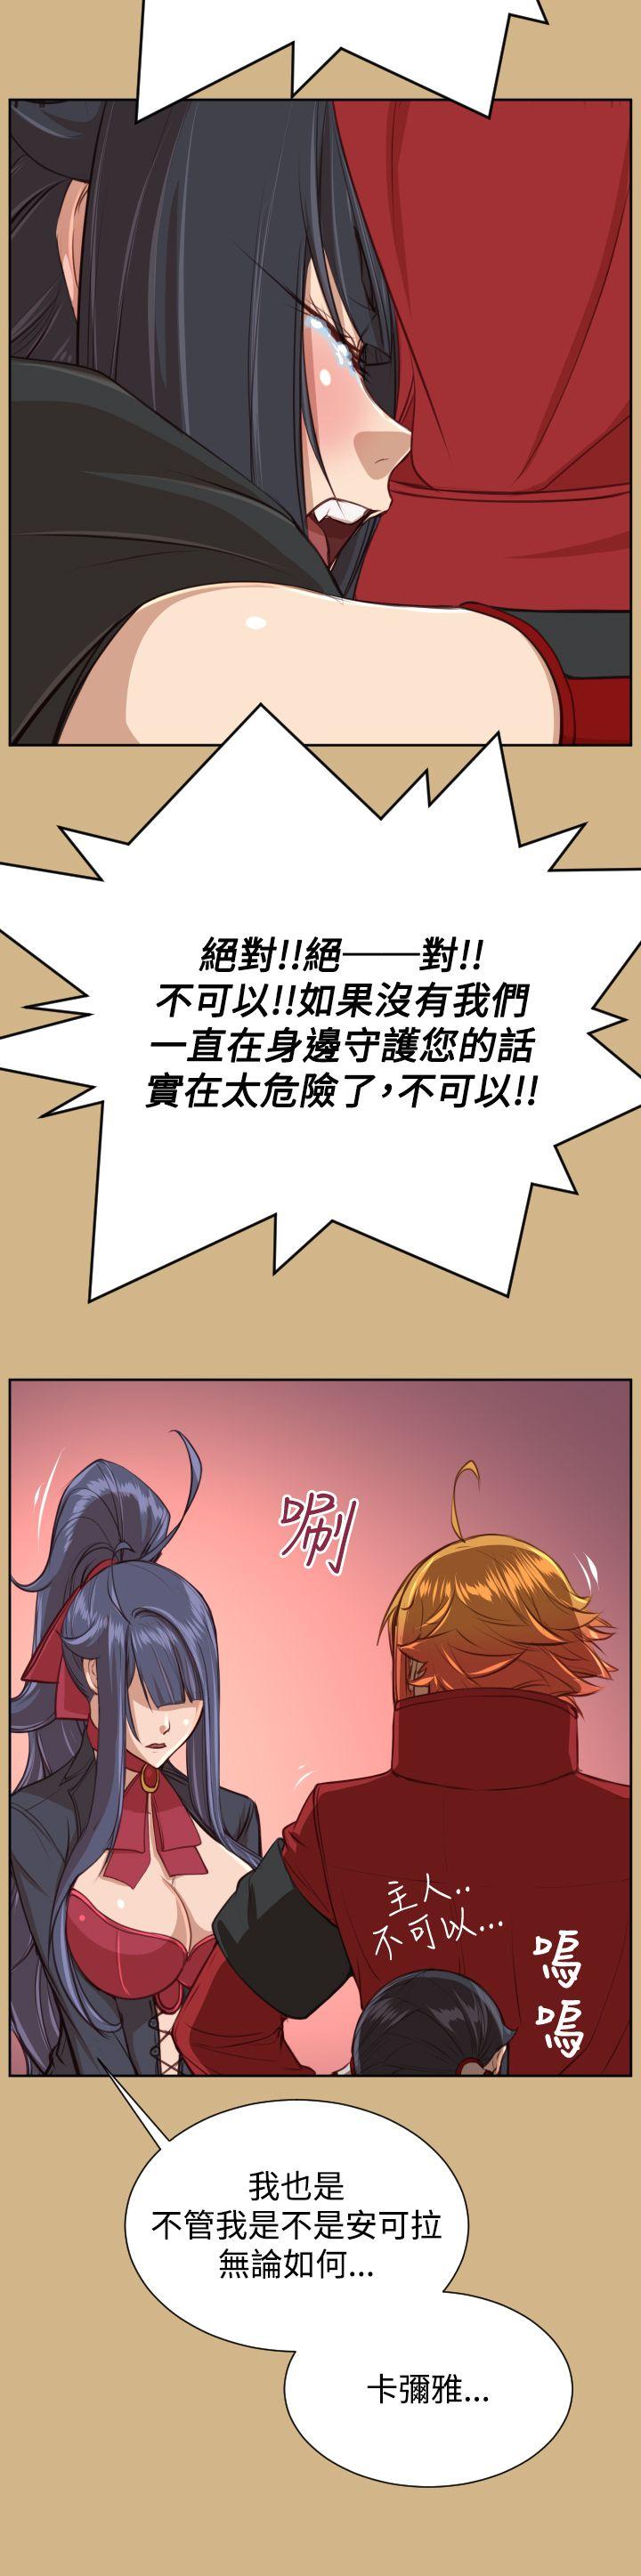 絕對!!絕——對!!
不可以!!如果沒有我們
一直在身邊守護您的話
實在太危險了,不可以!!
唰
主人..
不可以...
嗚
嗚
我也是
不管我是不是安可拉
無論如何...
卡彌雅...